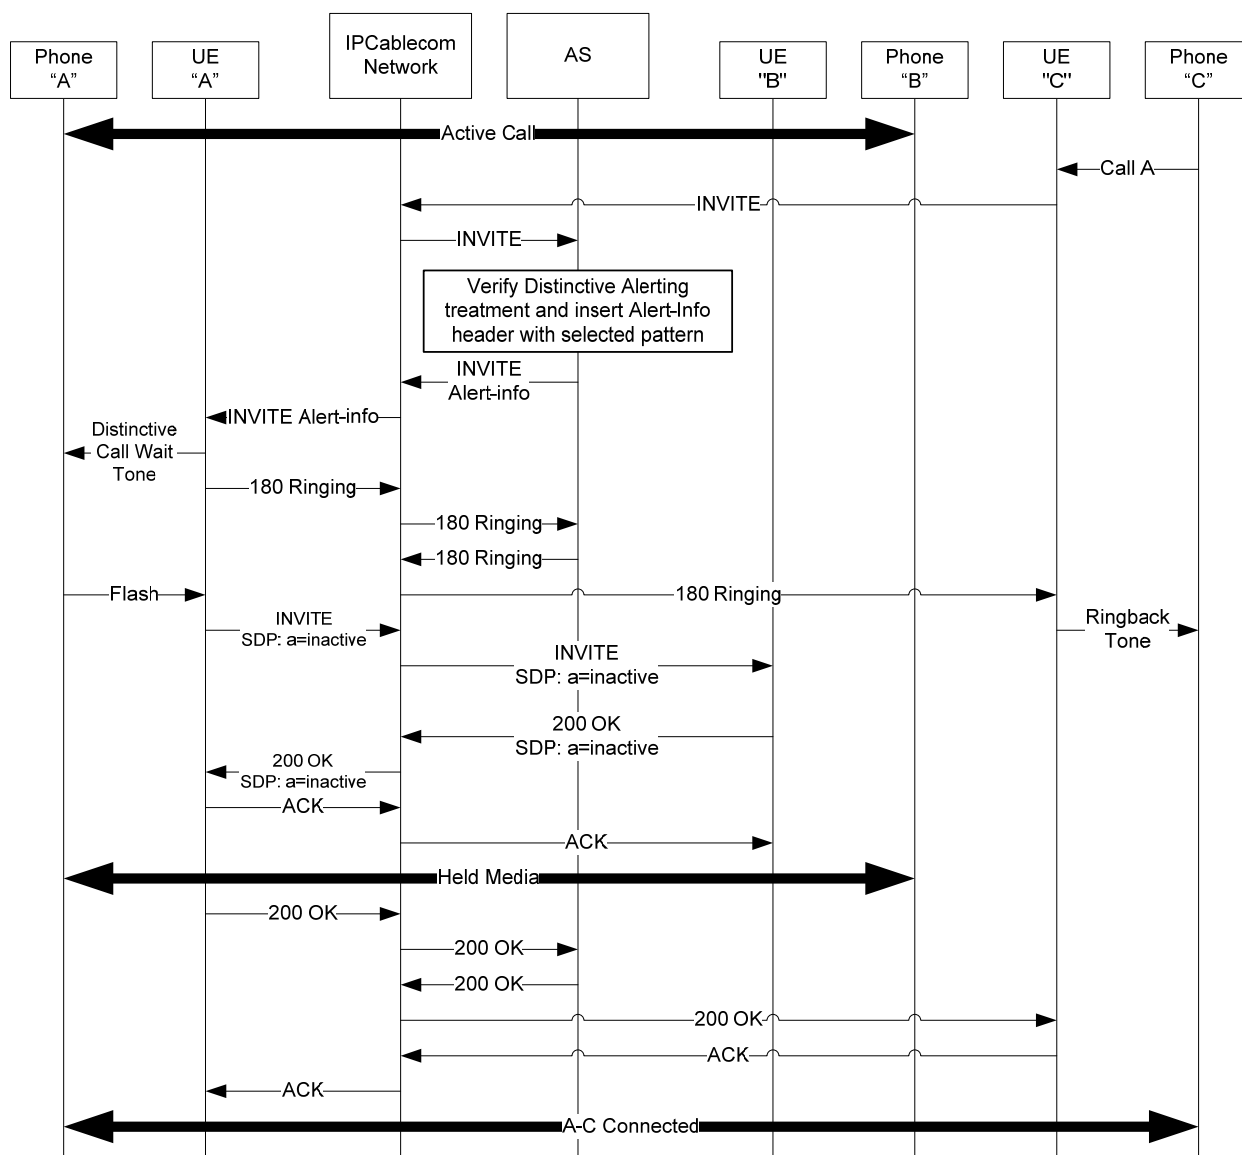 Phone
“A”
UE
“A”
IPCablecom
Network
AS
UE
"B"
Phone
“B”
UE
"C"
Phone
“C”
Active Call
Call A
INVITE
INVITE
Verify Distinctive Alerting
treatment and insert Alert-Info
header with selected pattern
INVITE
Alert-info
INVITE Alert-info
Distinctive
Call Wait
Tone
180 Ringing
180 Ringing
180 Ringing
Flash
180 Ringing
INVITE
SDP: a=inactive
Ringback
Tone
INVITE
SDP: a=inactive
200 OK
SDP: a=inactive
200 OK
SDP: a=inactive
ACK
ACK
Held Media
200 OK
200 OK
200 OK
200 OK
ACK
ACK
A-C Connected